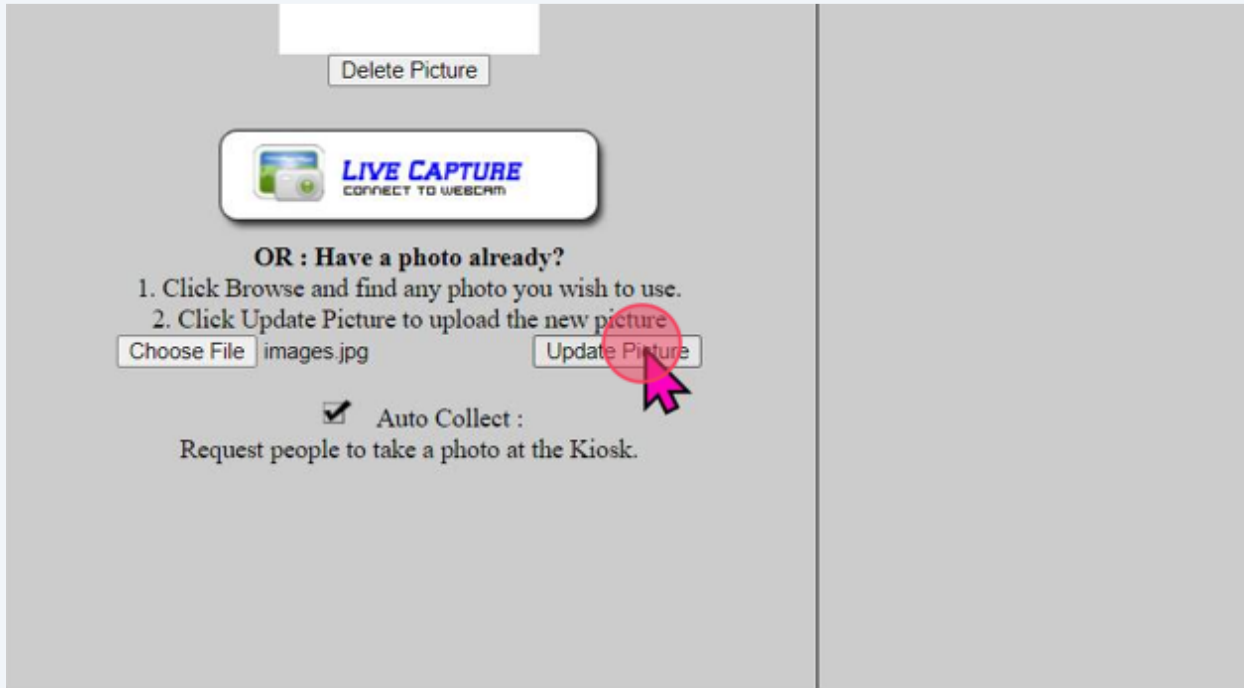 Delete Picture
LIVE CAPTURE
CONNECT TO WEBCAM
OR : Have a photo already?
1. Click Browse and find any photo you wish to use.
2. Click Update Picture to upload the new picture
Choose File images.jpg Update Picture
Auto Collect :
Request people to take a photo at the Kiosk.